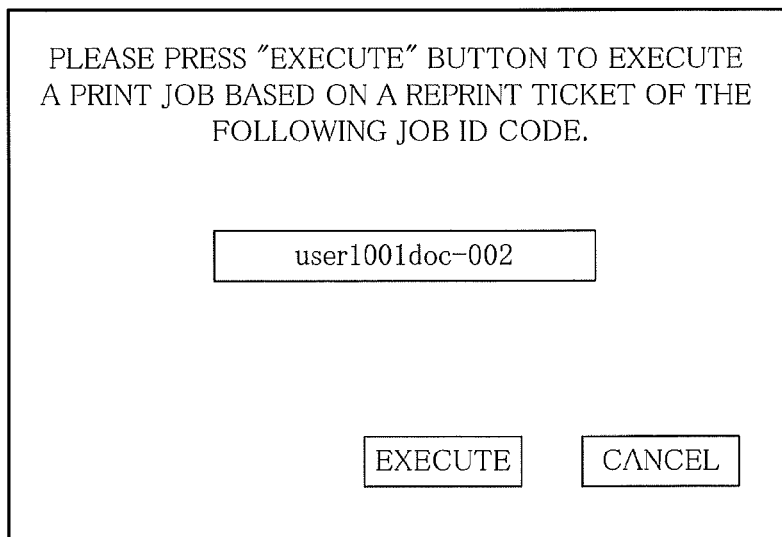 PLEASE PRESS ″EXECUTE″ BUTTON TO EXECUTE
A PRINT JOB BASED ON A REPRINT TICKET OF THE
FOLLOWING JOB ID CODE.
user1001doc-002
EXECUTE CANCEL